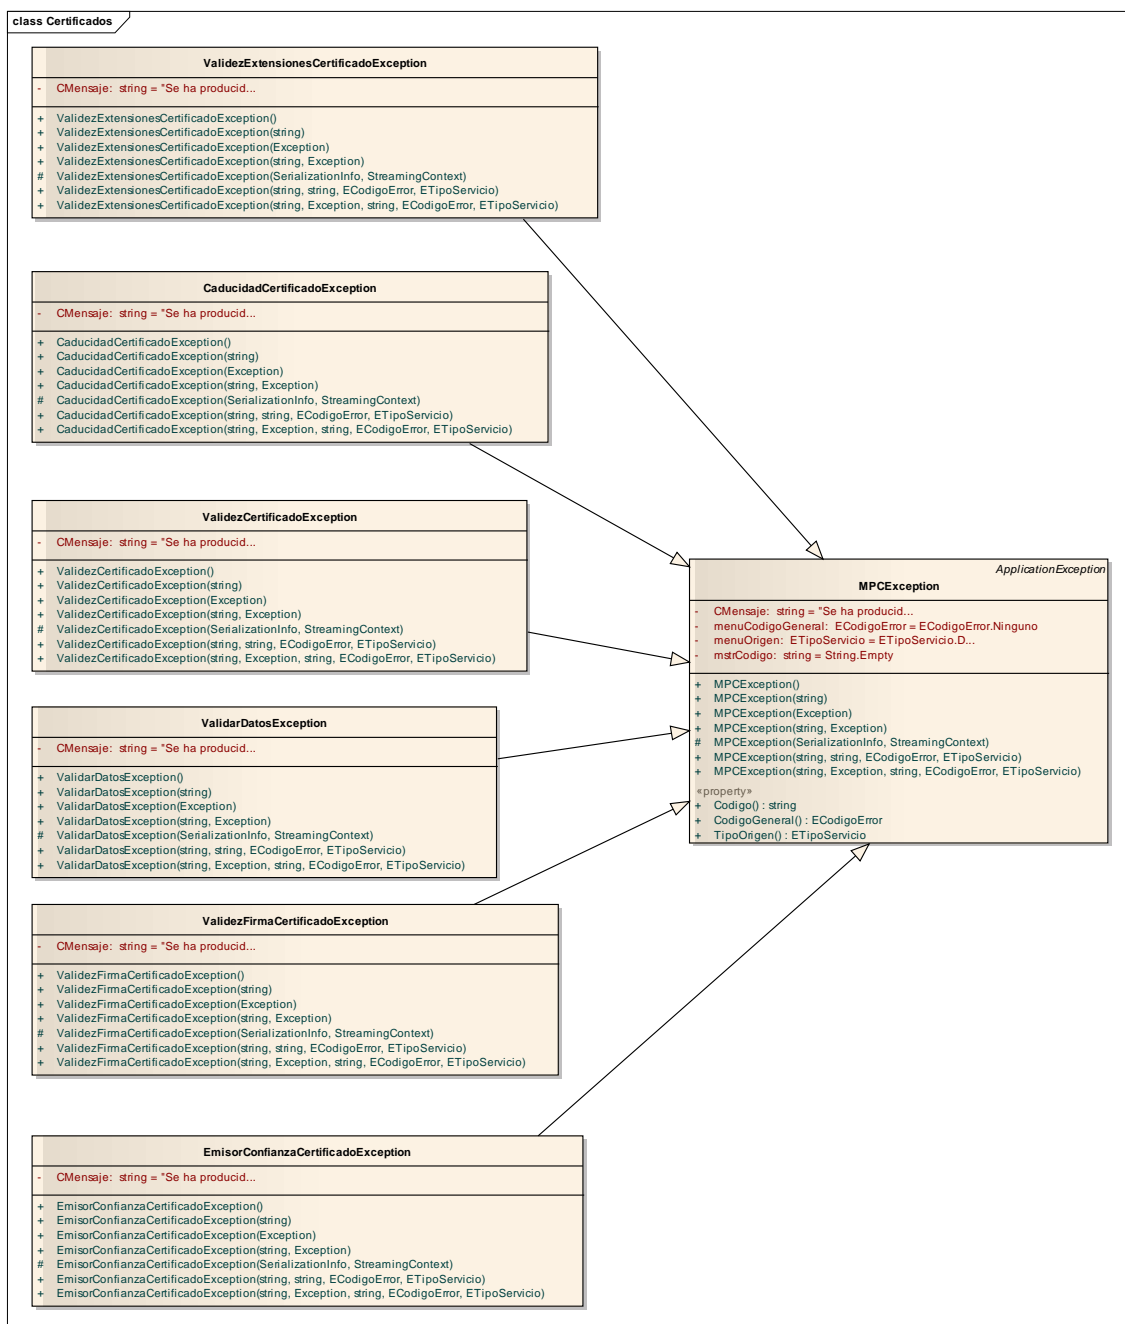 class Certificados
ValidezExtensionesCertificadoException
- CMensaje: string = "Se ha producid...
+ ValidezExtensionesCertificadoException()
+ ValidezExtensionesCertificadoException(string)
+ ValidezExtensionesCertificadoException(Exception)
+ ValidezExtensionesCertificadoException(string, Exception)
# ValidezExtensionesCertificadoException(SerializationInfo, StreamingContext)
+ ValidezExtensionesCertificadoException(string, string, ECodigoError, ETipoServicio)
+ ValidezExtensionesCertificadoException(string, Exception, string, ECodigoError, ETipoServicio)
CaducidadCertificadoException
- CMensaje: string = "Se ha producid...
+ CaducidadCertificadoException()
+ CaducidadCertificadoException(string)
+ CaducidadCertificadoException(Exception)
+ CaducidadCertificadoException(string, Exception)
# CaducidadCertificadoException(SerializationInfo, StreamingContext)
+ CaducidadCertificadoException(string, string, ECodigoError, ETipoServicio)
+ CaducidadCertificadoException(string, Exception, string, ECodigoError, ETipoServicio)
ValidezCertificadoException
- CMensaje: string = "Se ha producid...
+ ValidezCertificadoException()
+ ValidezCertificadoException(string)
+ ValidezCertificadoException(Exception)
+ ValidezCertificadoException(string, Exception)
# ValidezCertificadoException(SerializationInfo, StreamingContext)
+ ValidezCertificadoException(string, string, ECodigoError, ETipoServicio)
+ ValidezCertificadoException(string, Exception, string, ECodigoError, ETipoServicio)
ApplicationException
MPCException
- CMensaje: string = "Se ha producid...
- menuCodigoGeneral: ECodigoError = ECodigoError.Ninguno
- menuOrigen: ETipoServicio = ETipoServicio.D...
- mstrCodigo: string = String.Empty
+ MPCException()
+ MPCException(string)
+ MPCException(Exception)
+ MPCException(string, Exception)
# MPCException(SerializationInfo, StreamingContext)
+ MPCException(string, string, ECodigoError, ETipoServicio)
+ MPCException(string, Exception, string, ECodigoError, ETipoServicio)
«property»
+ Codigo() : string
+ CodigoGeneral() : ECodigoError
+ TipoOrigen() : ETipoServicio
ValidarDatosException
- CMensaje: string = "Se ha producid...
+ ValidarDatosException()
+ ValidarDatosException(string)
+ ValidarDatosException(Exception)
+ ValidarDatosException(string, Exception)
# ValidarDatosException(SerializationInfo, StreamingContext)
+ ValidarDatosException(string, string, ECodigoError, ETipoServicio)
+ ValidarDatosException(string, Exception, string, ECodigoError, ETipoServicio)
ValidezFirmaCertificadoException
- CMensaje: string = "Se ha producid...
+ ValidezFirmaCertificadoException()
+ ValidezFirmaCertificadoException(string)
+ ValidezFirmaCertificadoException(Exception)
+ ValidezFirmaCertificadoException(string, Exception)
# ValidezFirmaCertificadoException(SerializationInfo, StreamingContext)
+ ValidezFirmaCertificadoException(string, string, ECodigoError, ETipoServicio)
+ ValidezFirmaCertificadoException(string, Exception, string, ECodigoError, ETipoServicio)
EmisorConfianzaCertificadoException
- CMensaje: string = "Se ha producid...
+ EmisorConfianzaCertificadoException()
+ EmisorConfianzaCertificadoException(string)
+ EmisorConfianzaCertificadoException(Exception)
+ EmisorConfianzaCertificadoException(string, Exception)
# EmisorConfianzaCertificadoException(SerializationInfo, StreamingContext)
+ EmisorConfianzaCertificadoException(string, string, ECodigoError, ETipoServicio)
+ EmisorConfianzaCertificadoException(string, Exception, string, ECodigoError, ETipoServicio)